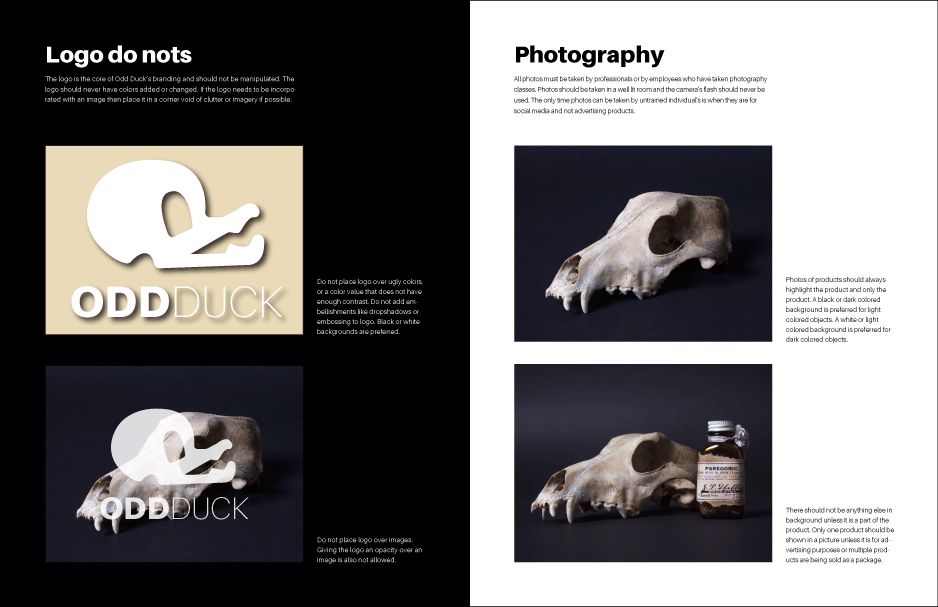 Logo do nots
The logo is the core of Odd Duck's branding and should not be manipulated. The
logo should never have colors added or changed. If the logo needs to be incorpo-
rated with an image then place it in a corner void of clutter or imagery if possible.
ODDDUCK
Do not place logo over ugly colors,
or a color value that does not have
enough contrast. Do not add em-
bellishments like dropshadows or
embossing to logo. Black or white
backgrounds are preferred.
ODDDUCK
Do not place logo over images.
Giving the logo an opacity over an
image is also not allowed.
Photography
All photos must be taken by professionals or by employees who have taken photography
classes. Photos should be taken in a well lit room and the camera's flash should never be
used. The only time photos can be taken by untrained individual's is when they are for
social media and not advertising products.
Photos of products should always
highlight the product and only the
product. A black or dark colored
background is preferred for light
colored objects. A white or light
colored background is preferred for
dark colored objects.
PAREGORIC
There should not be anything else in
background unless it is a part of the
product. Only one product should be
shown in a picture unless it is for ad-
vertising purposes or multiple prod-
ucts are being sold as a package.